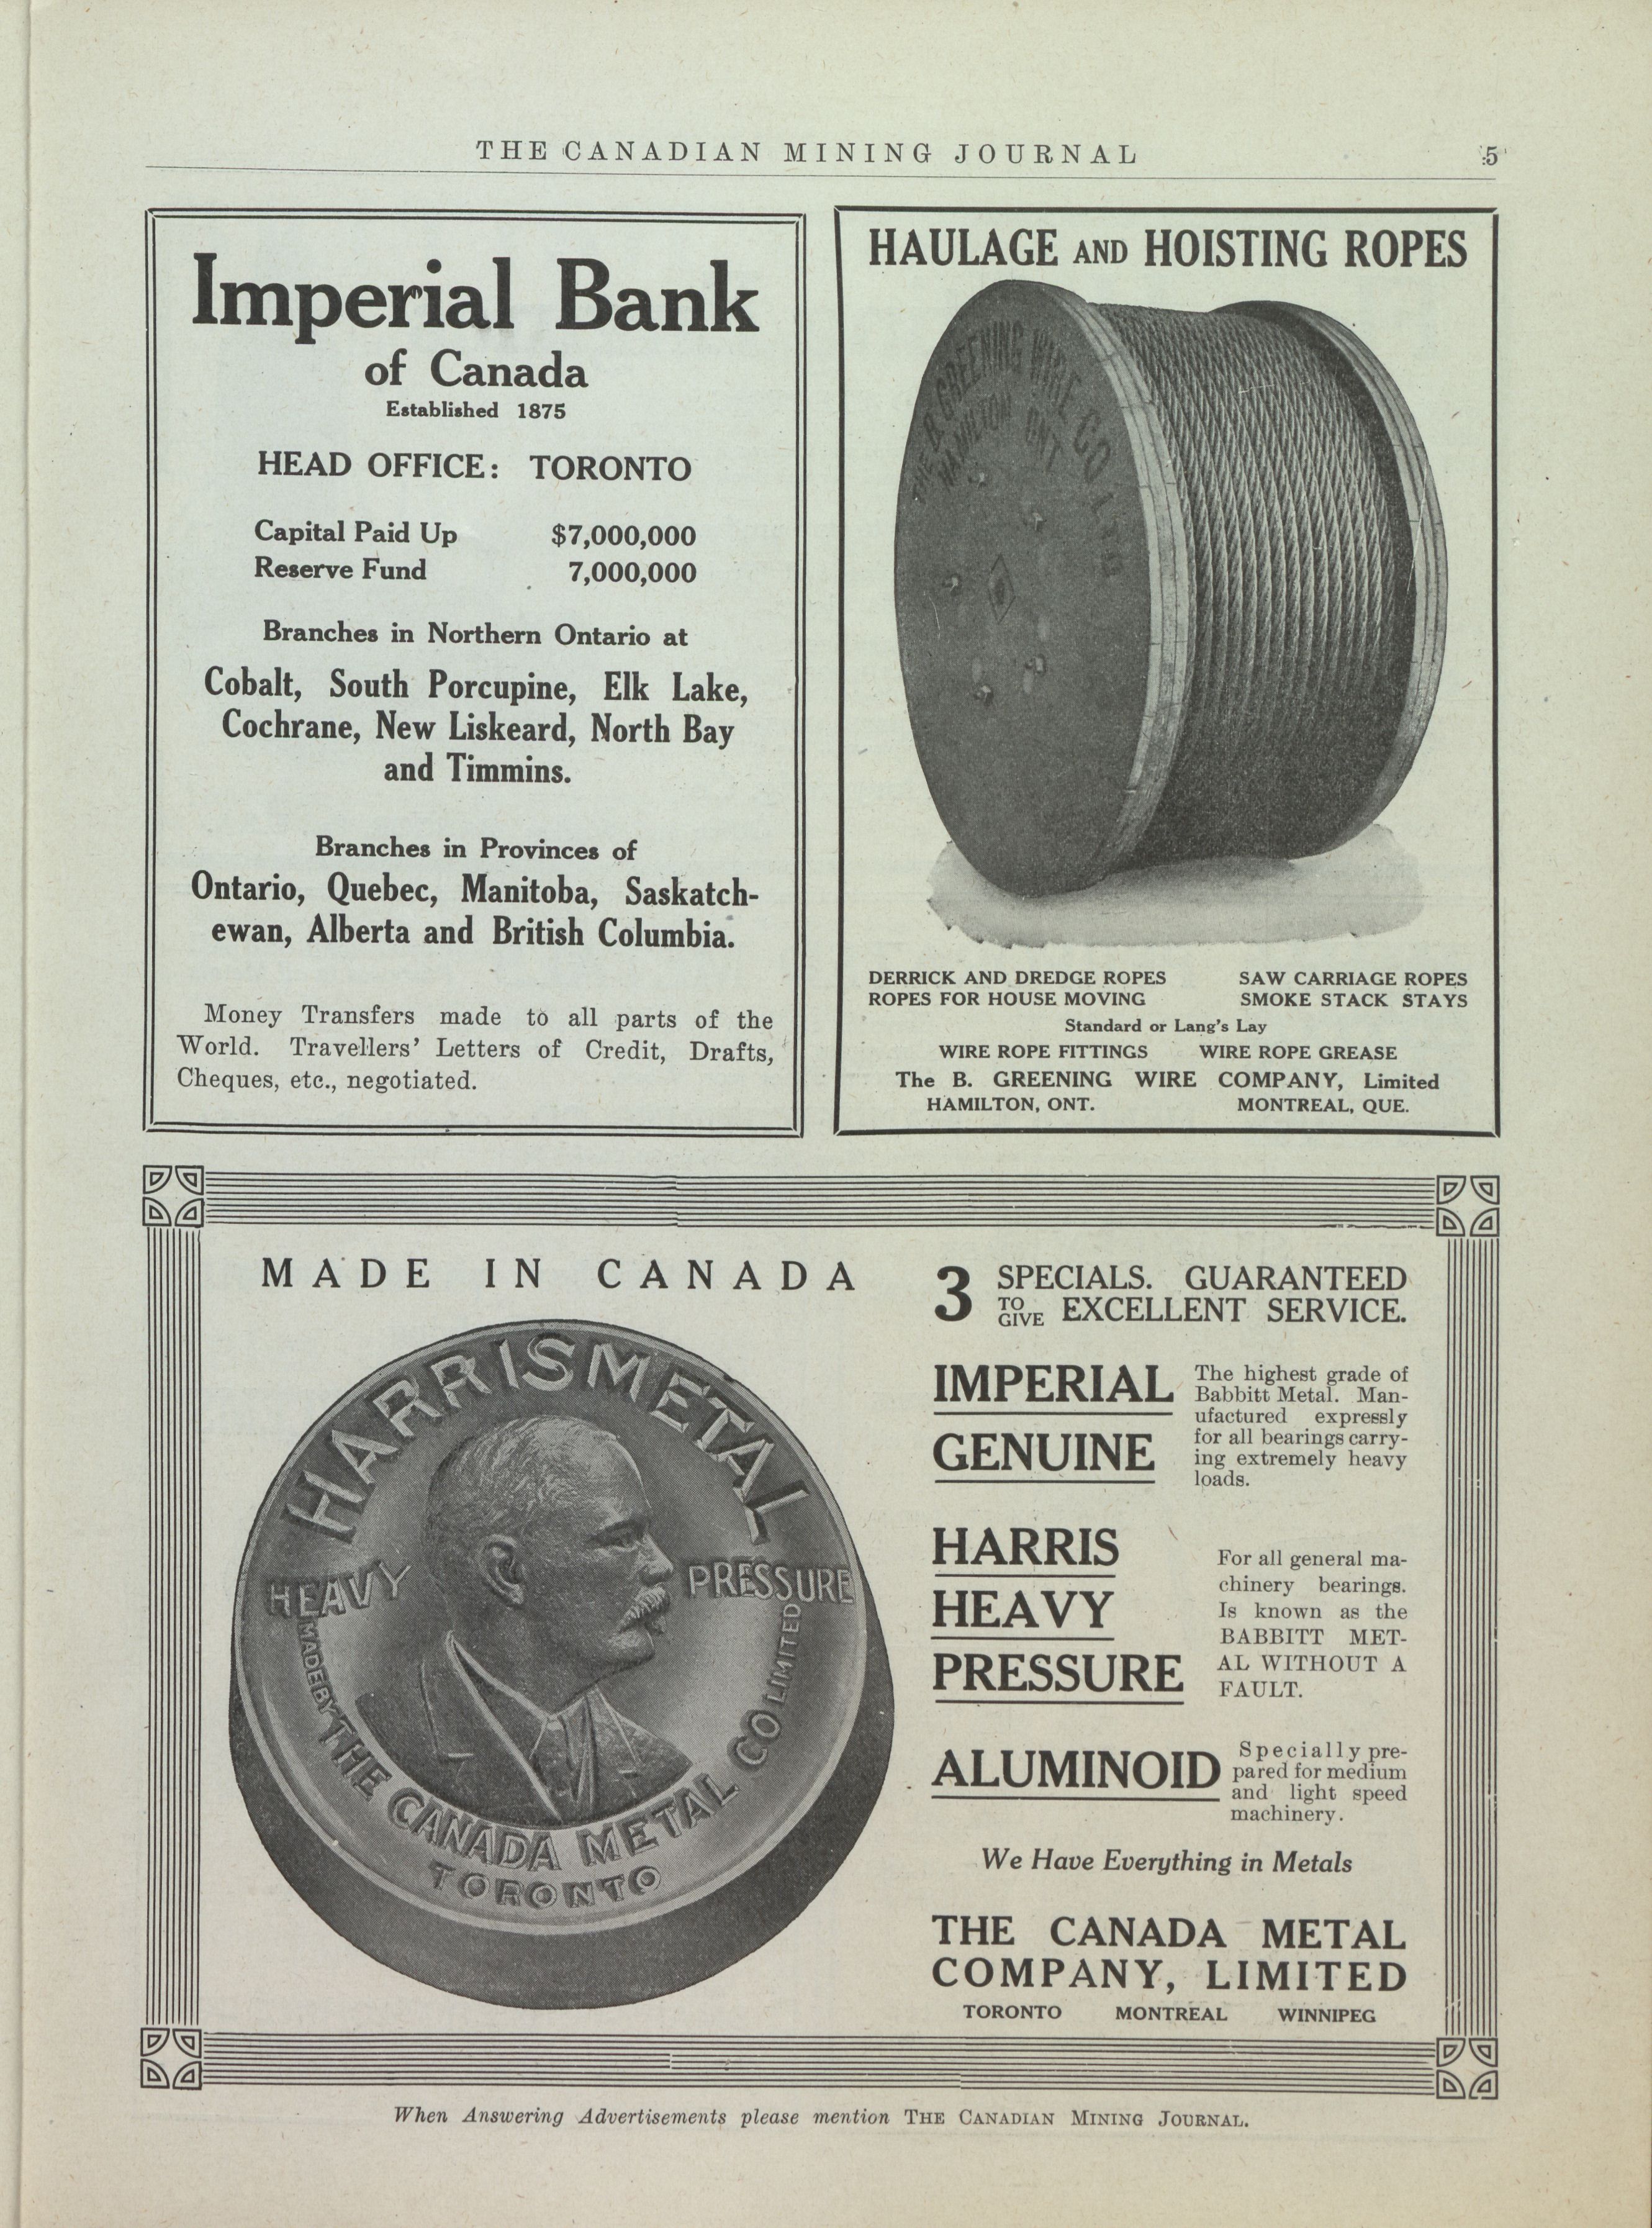 THE CANADIAN MINING JOURNAL 5
Imperial Bank
of Canada
Established 1875
HEAD OFFICE: TORONTO
Capital Paid Up $7,000,000
Reserve Fund 7,000,000
Branches in Northern Ontario at
Cobalt, South Porcupine, Elk Lake,
Cochrane, New Liskeard, North Bay
and Timmins.
Branches in Provinces of
Ontario, Quebec, Manitoba, Saskatch-
ewan, Alberta and British Columbia.
Money Transfers made to all parts of the
World. Travellers' Letters of Credit, Drafts,
Cheques, etc., negotiated.
HAULAGE AND HOISTING ROPES
THE B. GREENING WIRE CO LTD
HAMILTON ONT
DERRICK AND DREDGE ROPES SAW CARRIAGE ROPES
ROPES FOR HOUSE MOVING SMOKE STACK STAYS
Standard or Lang's Lay
WIRE ROPE FITTINGS WIRE ROPE GREASE
The B. GREENING WIRE COMPANY, Limited
HAMILTON, ONT. MONTREAL, QUE.
MADE IN CANADA
HARRISMETAL
HEAVY PRESSURE
MADE BY THE CANADA METAL CO LIMITED
TORONTO
3 SPECIALS. GUARANTEED
TO GIVE EXCELLENT SERVICE.
IMPERIAL
GENUINE
The highest grade of
Babbitt Metal. Man-
ufactured expressly
for all bearings carry-
ing extremely heavy
loads.
HARRIS
HEAVY
PRESSURE
For all general ma-
chinery bearings.
Is known as the
BABBITT MET-
AL WITHOUT A
FAULT.
ALUMINOID
Specially pre-
pared for medium
and light speed
machinery.
We Have Everything in Metals
THE CANADA METAL
COMPANY, LIMITED
TORONTO MONTREAL WINNIPEG
When Answering Advertisements please mention THE CANADIAN MINING JOURNAL.